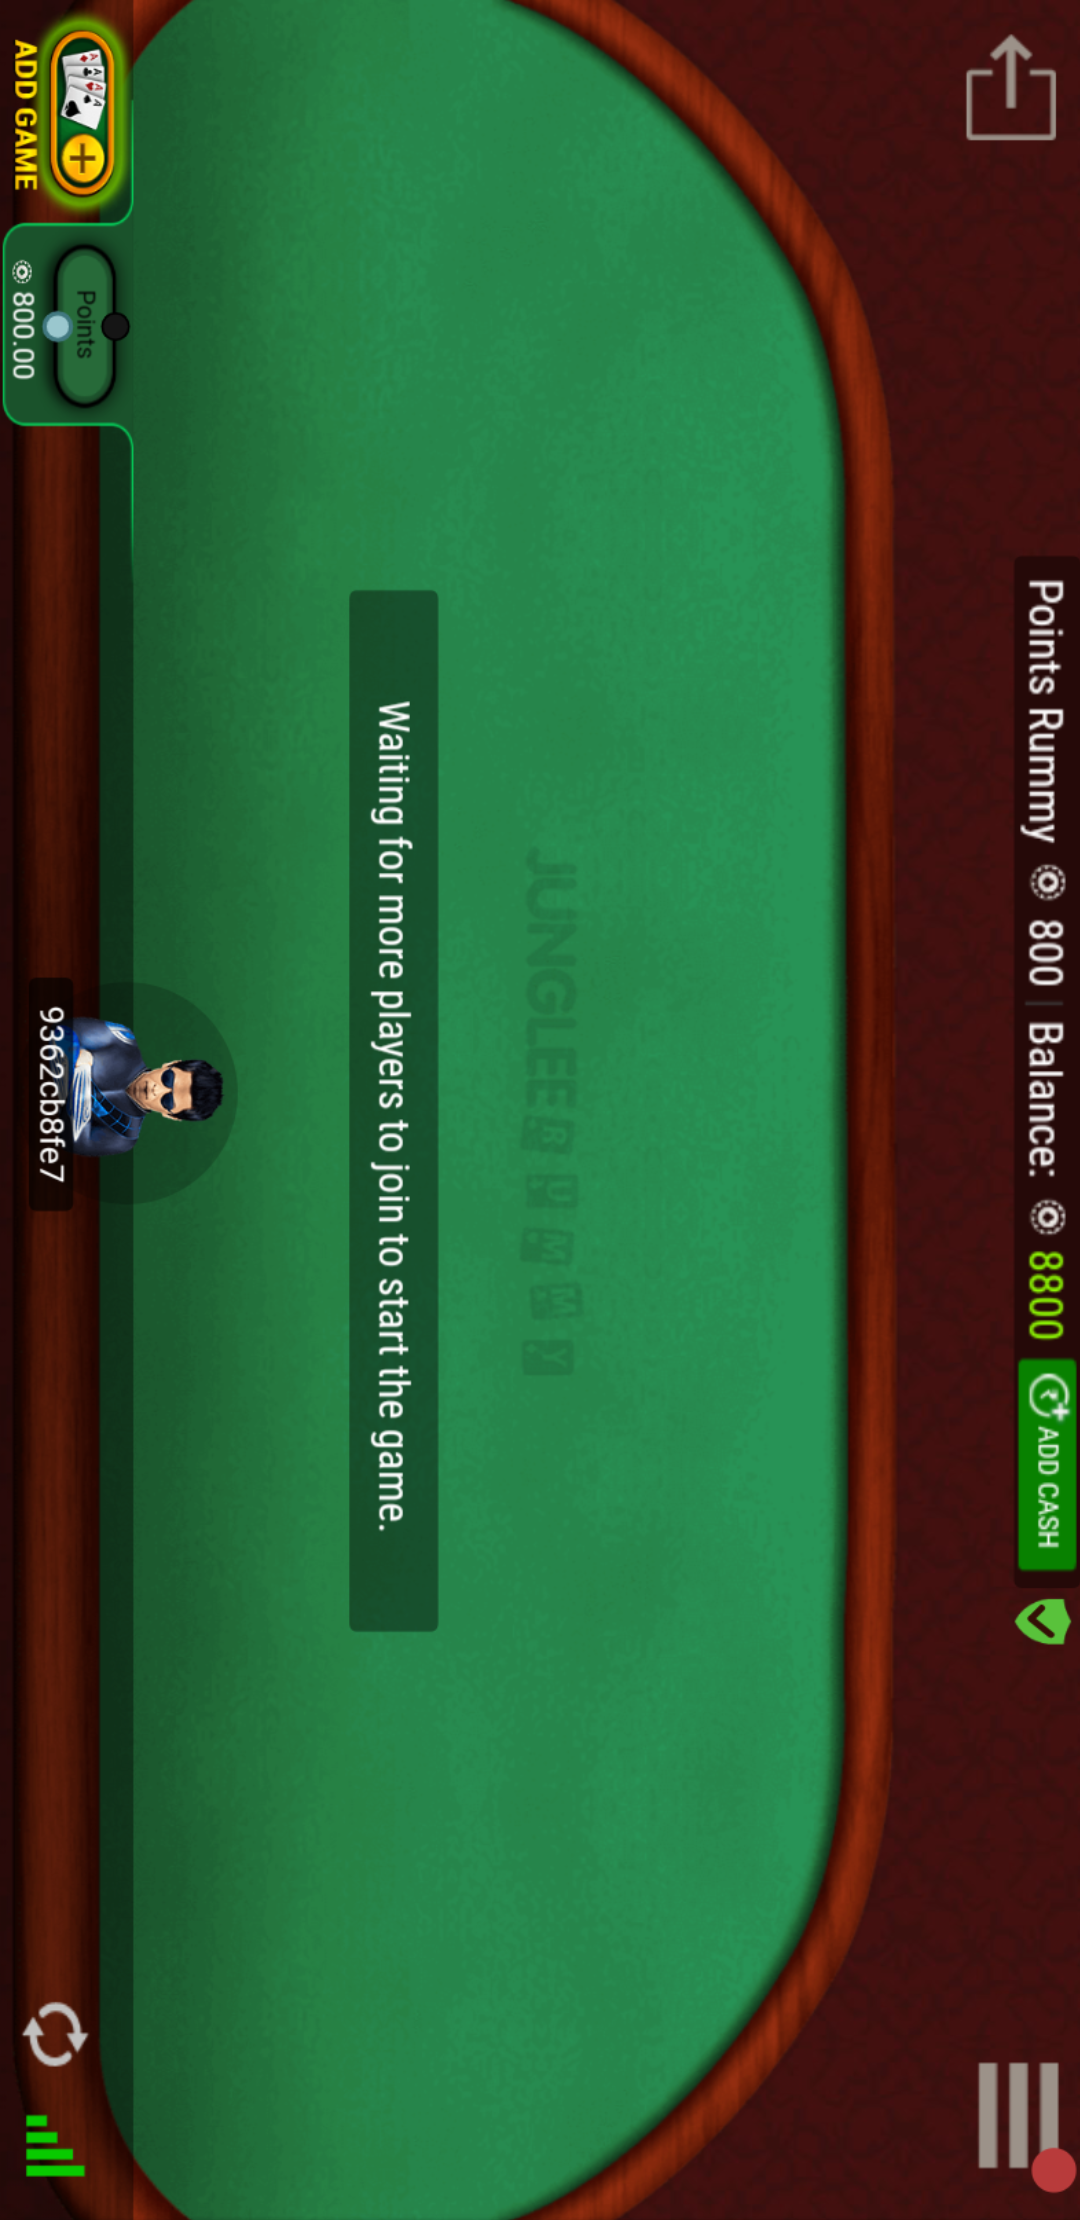 Points Rummy 800 | Balance: 8800
ADD CASH
JUNGLEE RUMMY
Waiting for more players to join to start the game.
9362cb8fe7
Points
800.00
ADD GAME